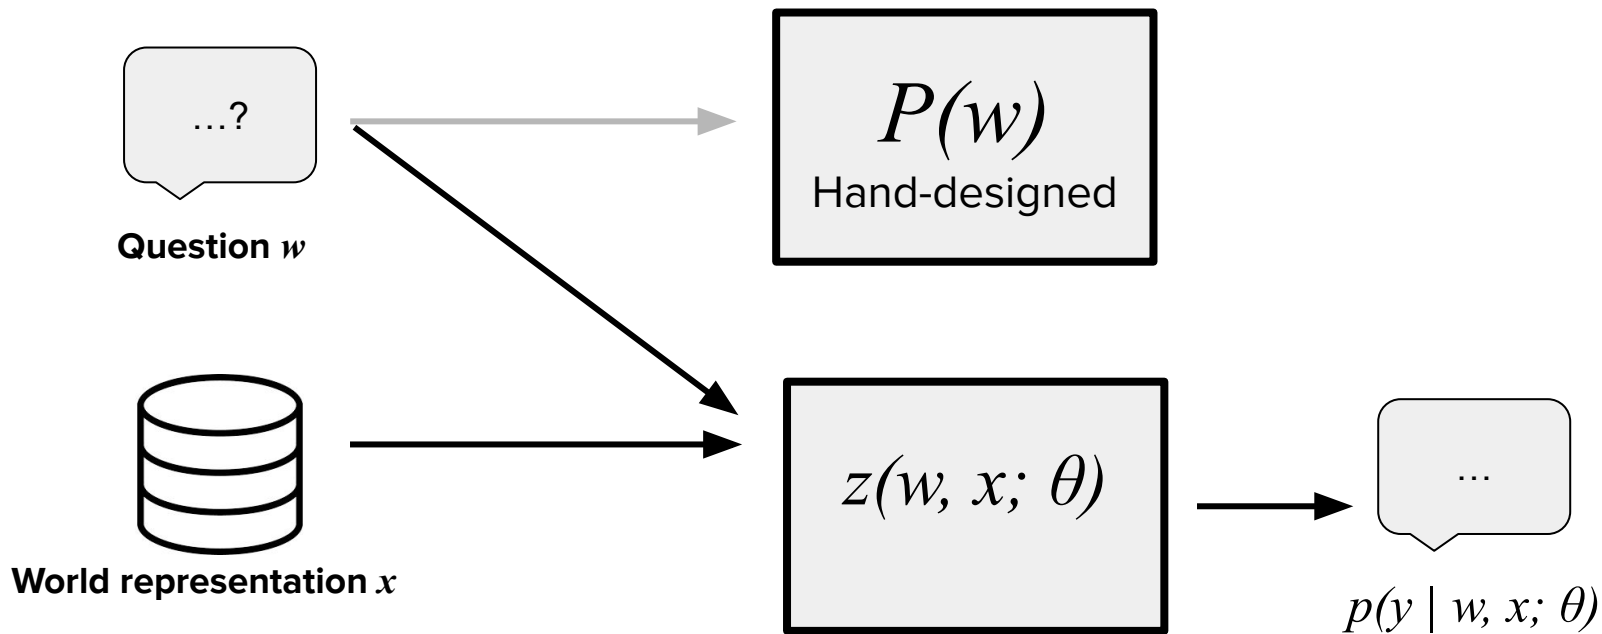 ...?
Question w
P(w)
Hand-designed
World representation x
z(w, x; θ)
...
p(y | w, x; θ)